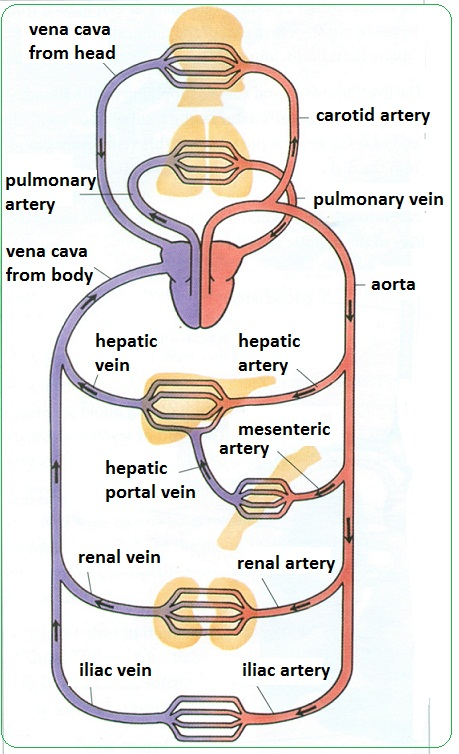 vena cava
from head
carotid artery
pulmonary
artery
pulmonary vein
vena cava
from body
aorta
hepatic
vein
hepatic
artery
mesenteric
artery
hepatic
portal vein
renal vein
renal artery
iliac vein
iliac artery